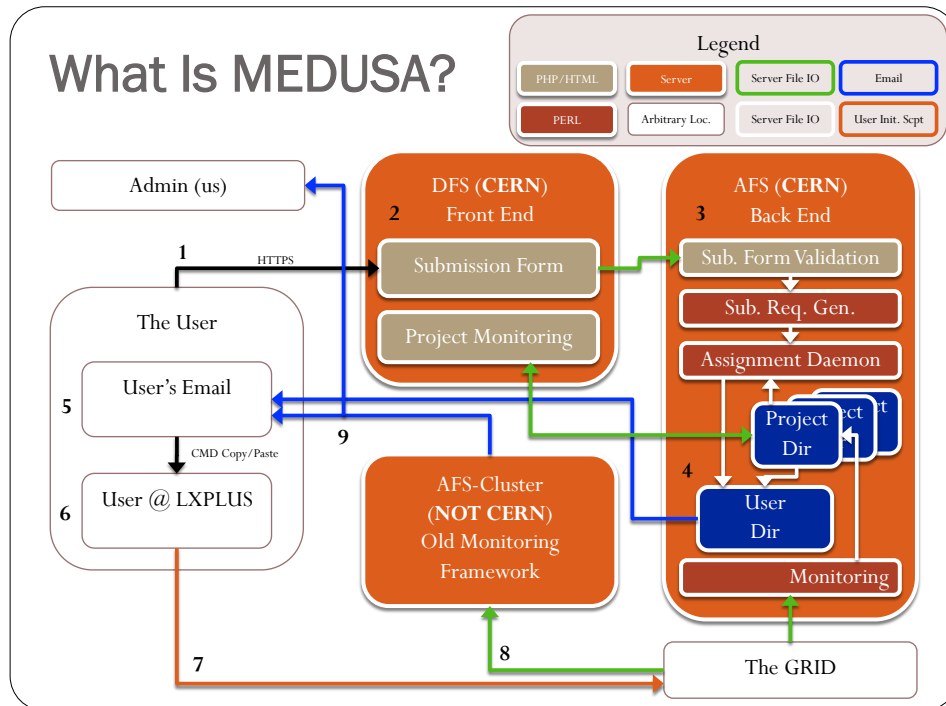 What Is MEDUSA?
Legend
PHP/HTML
Server
Server File IO
Email
PERL
Arbitrary Loc.
Server File IO
User Init. Scpt
Admin (us)
DFS (CERN)
Front End
2
Submission Form
Project Monitoring
AFS (CERN)
3
Back End
Sub. Form Validation
Sub. Req. Gen.
Assignment Daemon
Project
Dir
ect
ct
4
User
Dir
Monitoring
1
HTTPS
The User
User's Email
5
CMD Copy/Paste
User @ LXPLUS
6
9
AFS-Cluster
(NOT CERN)
Old Monitoring
Framework
7
8
The GRID